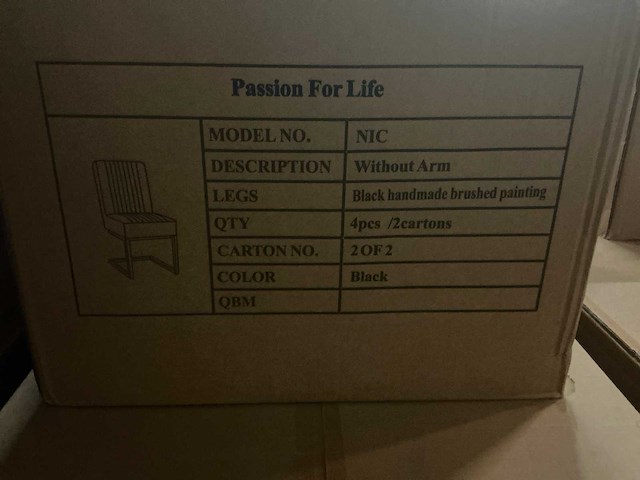 Passion For Life
MODEL NO. NIC
DESCRIPTION Without Arm
LEGS Black handmade brushed painting
QTY 4pcs /2cartons
CARTON NO. 2 OF 2
COLOR Black
QBM